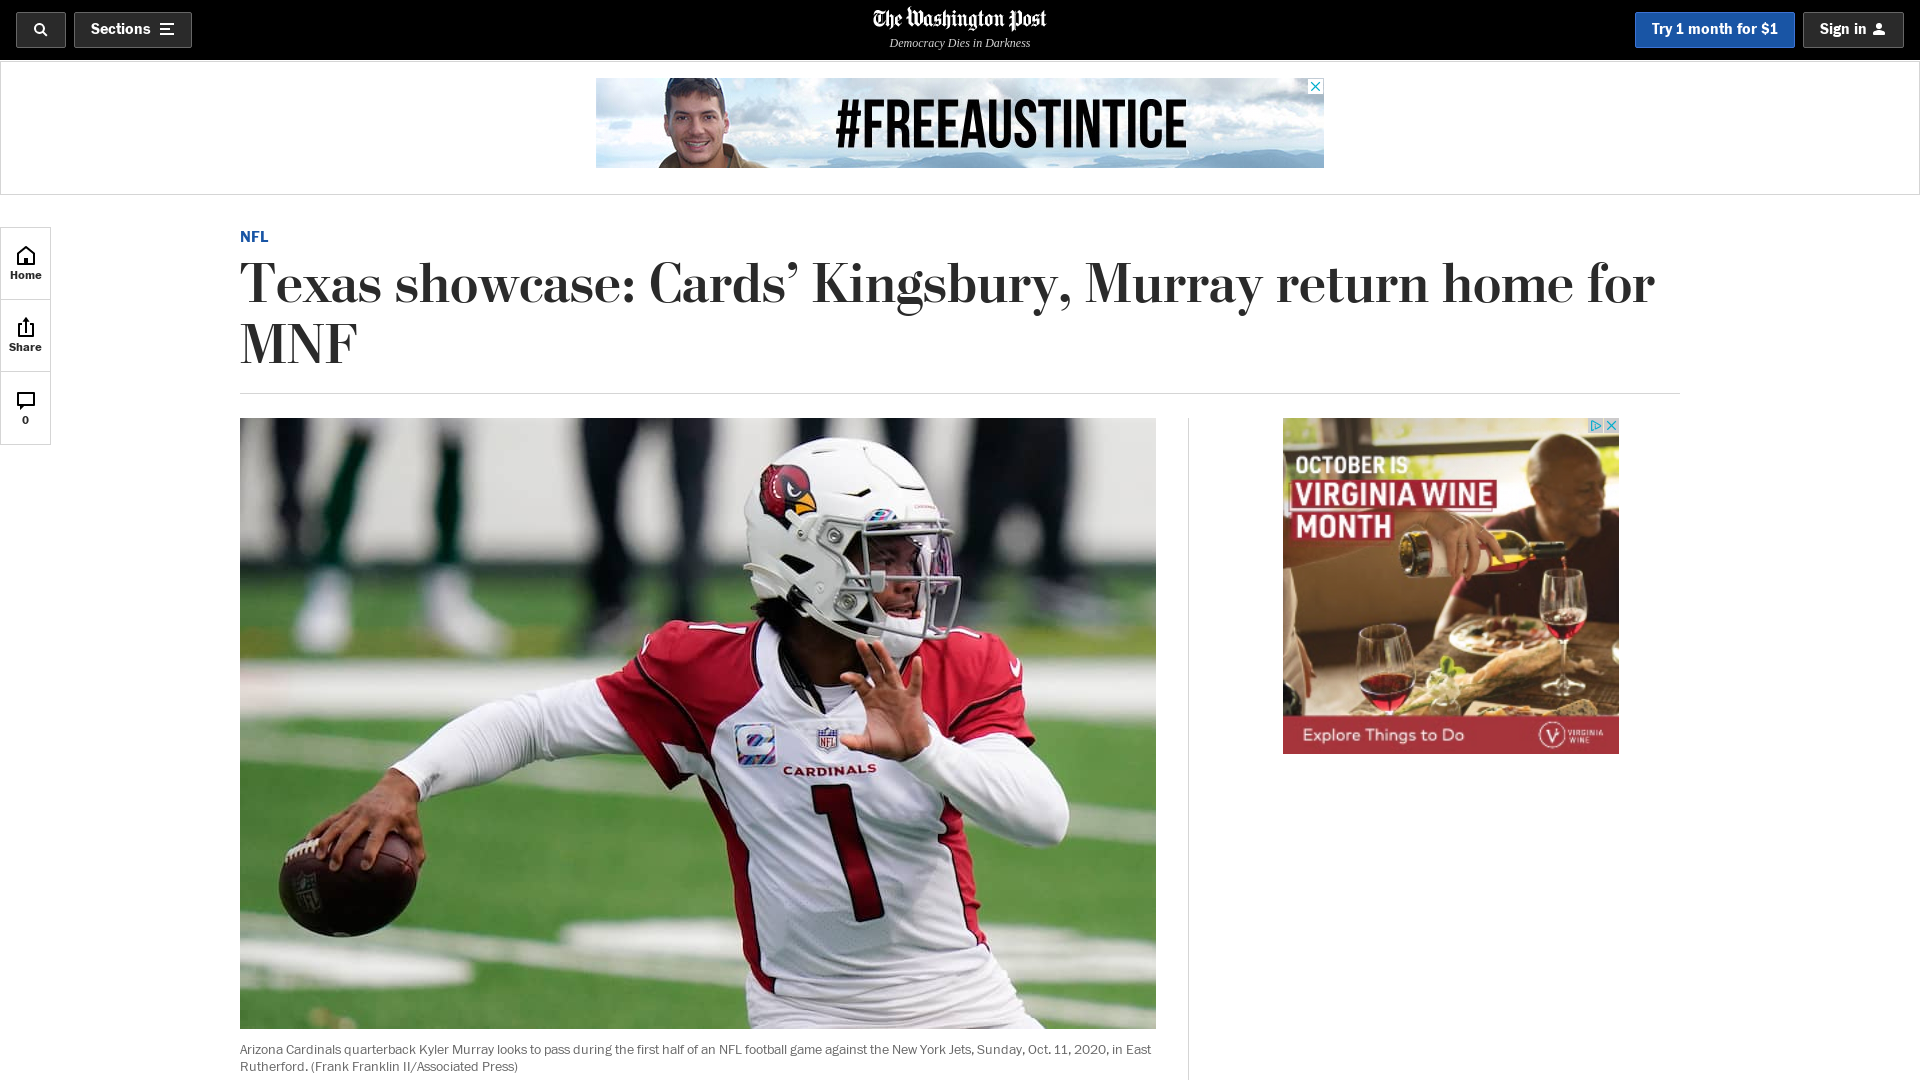 Sections
The Washington Post
Democracy Dies in Darkness
Try 1 month for $1
Sign in
#FREEAUSTINTICE
Home
Share
0
NFL
Texas showcase: Cards’ Kingsbury, Murray return home for
MNF
C
NFL
CARDINALS
1
1
1
NFL
OCTOBER IS
VIRGINIA WINE
MONTH
Explore Things to Do
VIRGINIA
WINE
Arizona Cardinals quarterback Kyler Murray looks to pass during the first half of an NFL football game against the New York Jets, Sunday, Oct. 11, 2020, in East
Rutherford. (Frank Franklin II/Associated Press)